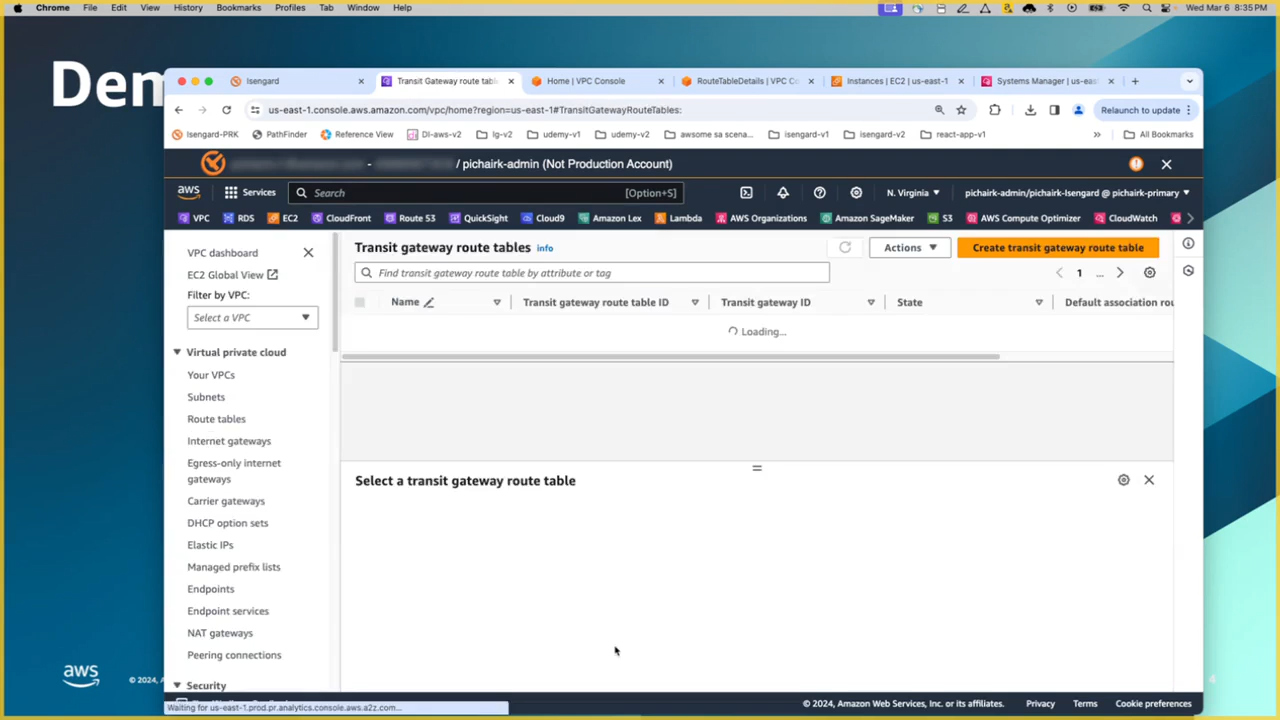 Chrome File Edit View History Bookmarks Profiles Tab Window Help Wed Mar 6 8:35 PM
Dem
Isengard Transit Gateway route tabl Home | VPC Console RouteTableDetails | VPC Co Instances | EC2 | us-east-1 Systems Manager | us-eas
us-east-1.console.aws.amazon.com/vpc/home?region=us-east-1#TransitGatewayRouteTables: Relaunch to update
Isengard-PRK PathFinder Reference View DI-aws-v2 lg-v2 udemy-v1 udemy-v2 awsome sa scena... isengard-v1 isengard-v2 react-app-v1 » All Bookmarks
- / pichairk-admin (Not Production Account)
aws Services Search [Option+S] N. Virginia pichairk-admin/pichairk-Isengard @ pichairk-primary
VPC RDS EC2 CloudFront Route 53 QuickSight Cloud9 Amazon Lex Lambda AWS Organizations Amazon SageMaker S3 AWS Compute Optimizer CloudWatch
VPC dashboard
EC2 Global View
Filter by VPC:
Select a VPC
Virtual private cloud
Your VPCs
Subnets
Route tables
Internet gateways
Egress-only internet
gateways
Carrier gateways
DHCP option sets
Elastic IPs
Managed prefix lists
Endpoints
Endpoint services
NAT gateways
Peering connections
Security
Transit gateway route tables info Actions Create transit gateway route table
Find transit gateway route table by attribute or tag 1 ...
Name Transit gateway route table ID Transit gateway ID State Default association rou
Loading...
Select a transit gateway route table
aws © 2024, A 4
Waiting for us-east-1.prod.pr.analytics.console.aws.a2z.com...
© 2024, Amazon Web Services, Inc. or its affiliates. Privacy Terms Cookie preferences